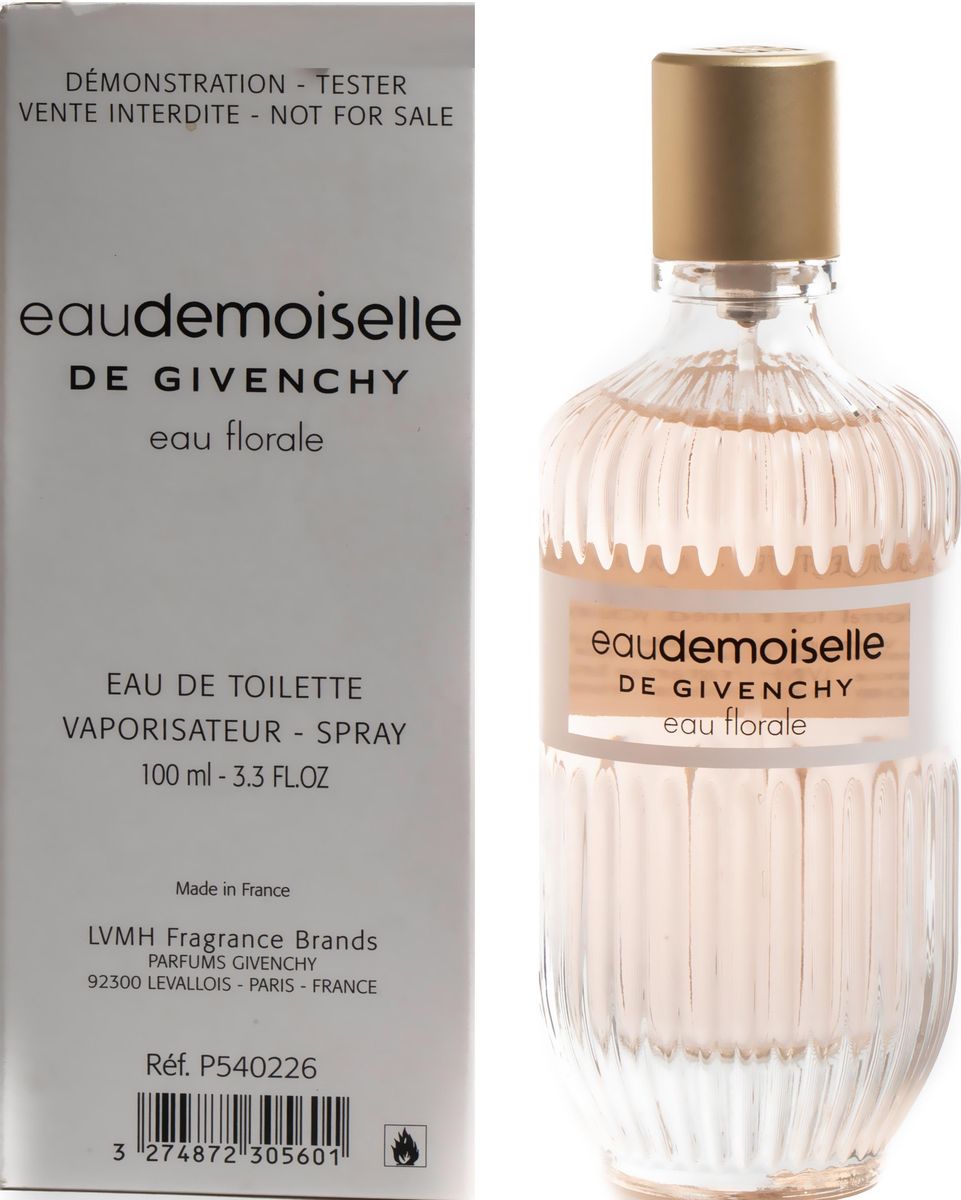 DÉMONSTRATION - TESTER
VENTE INTERDITE - NOT FOR SALE
eaudemoiselle
DE GIVENCHY
eau florale
EAU DE TOILETTE
VAPORISATEUR - SPRAY
100 ml - 3.3 FL.OZ
Made in France
LVMH Fragrance Brands
PARFUMS GIVENCHY
92300 LEVALLOIS - PARIS - FRANCE
Réf. P540226
3 274872 305601
eaudemoiselle
DE GIVENCHY
eau florale